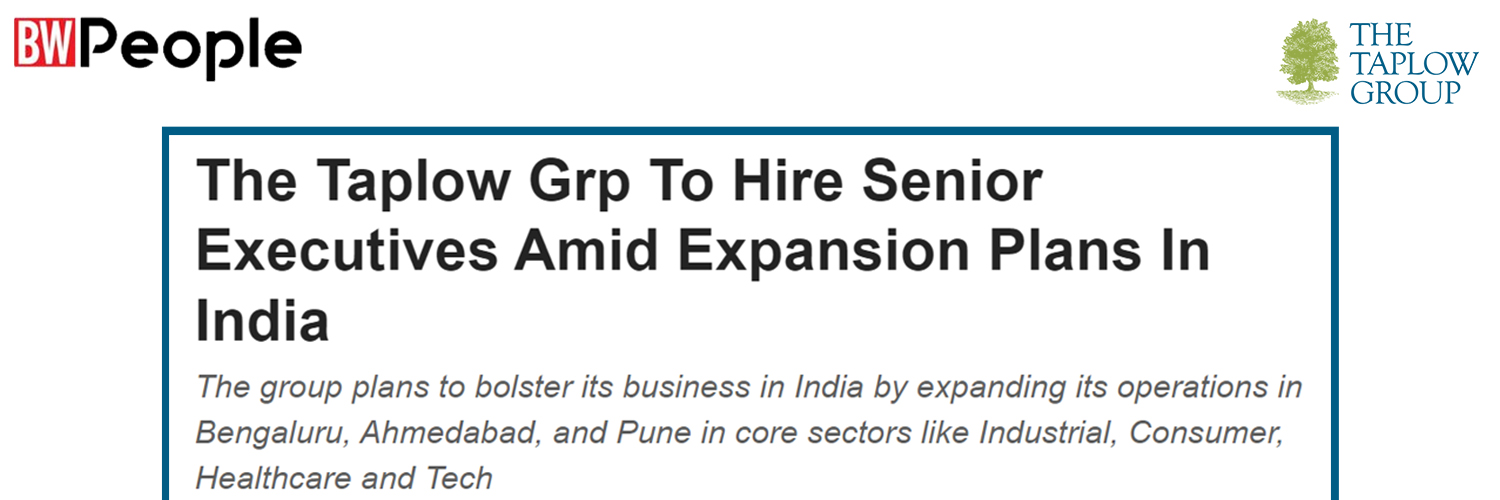 BW People
THE
TAPLOW
GROUP
The Taplow Grp To Hire Senior
Executives Amid Expansion Plans In
India
The group plans to bolster its business in India by expanding its operations in
Bengaluru, Ahmedabad, and Pune in core sectors like Industrial, Consumer,
Healthcare and Tech